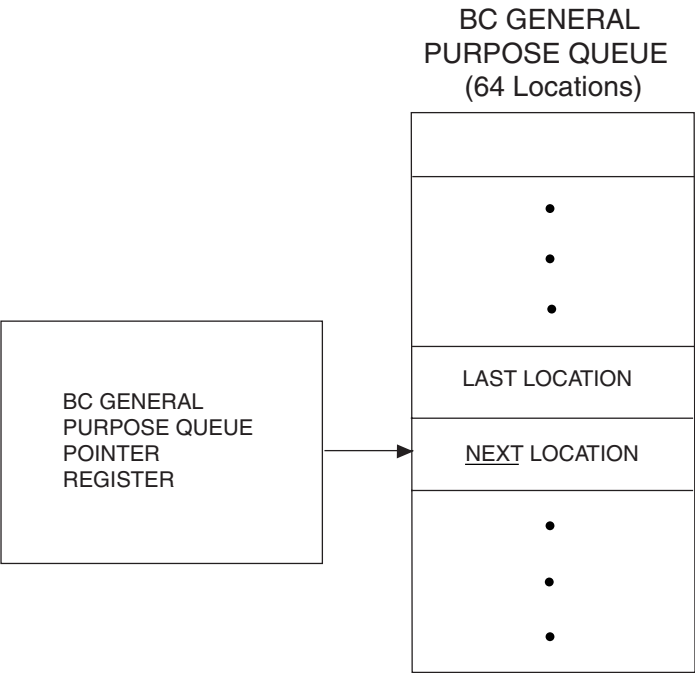 BC GENERAL
PURPOSE QUEUE
(64 Locations)
LAST LOCATION
BC GENERAL
PURPOSE QUEUE
POINTER
REGISTER
NEXT LOCATION